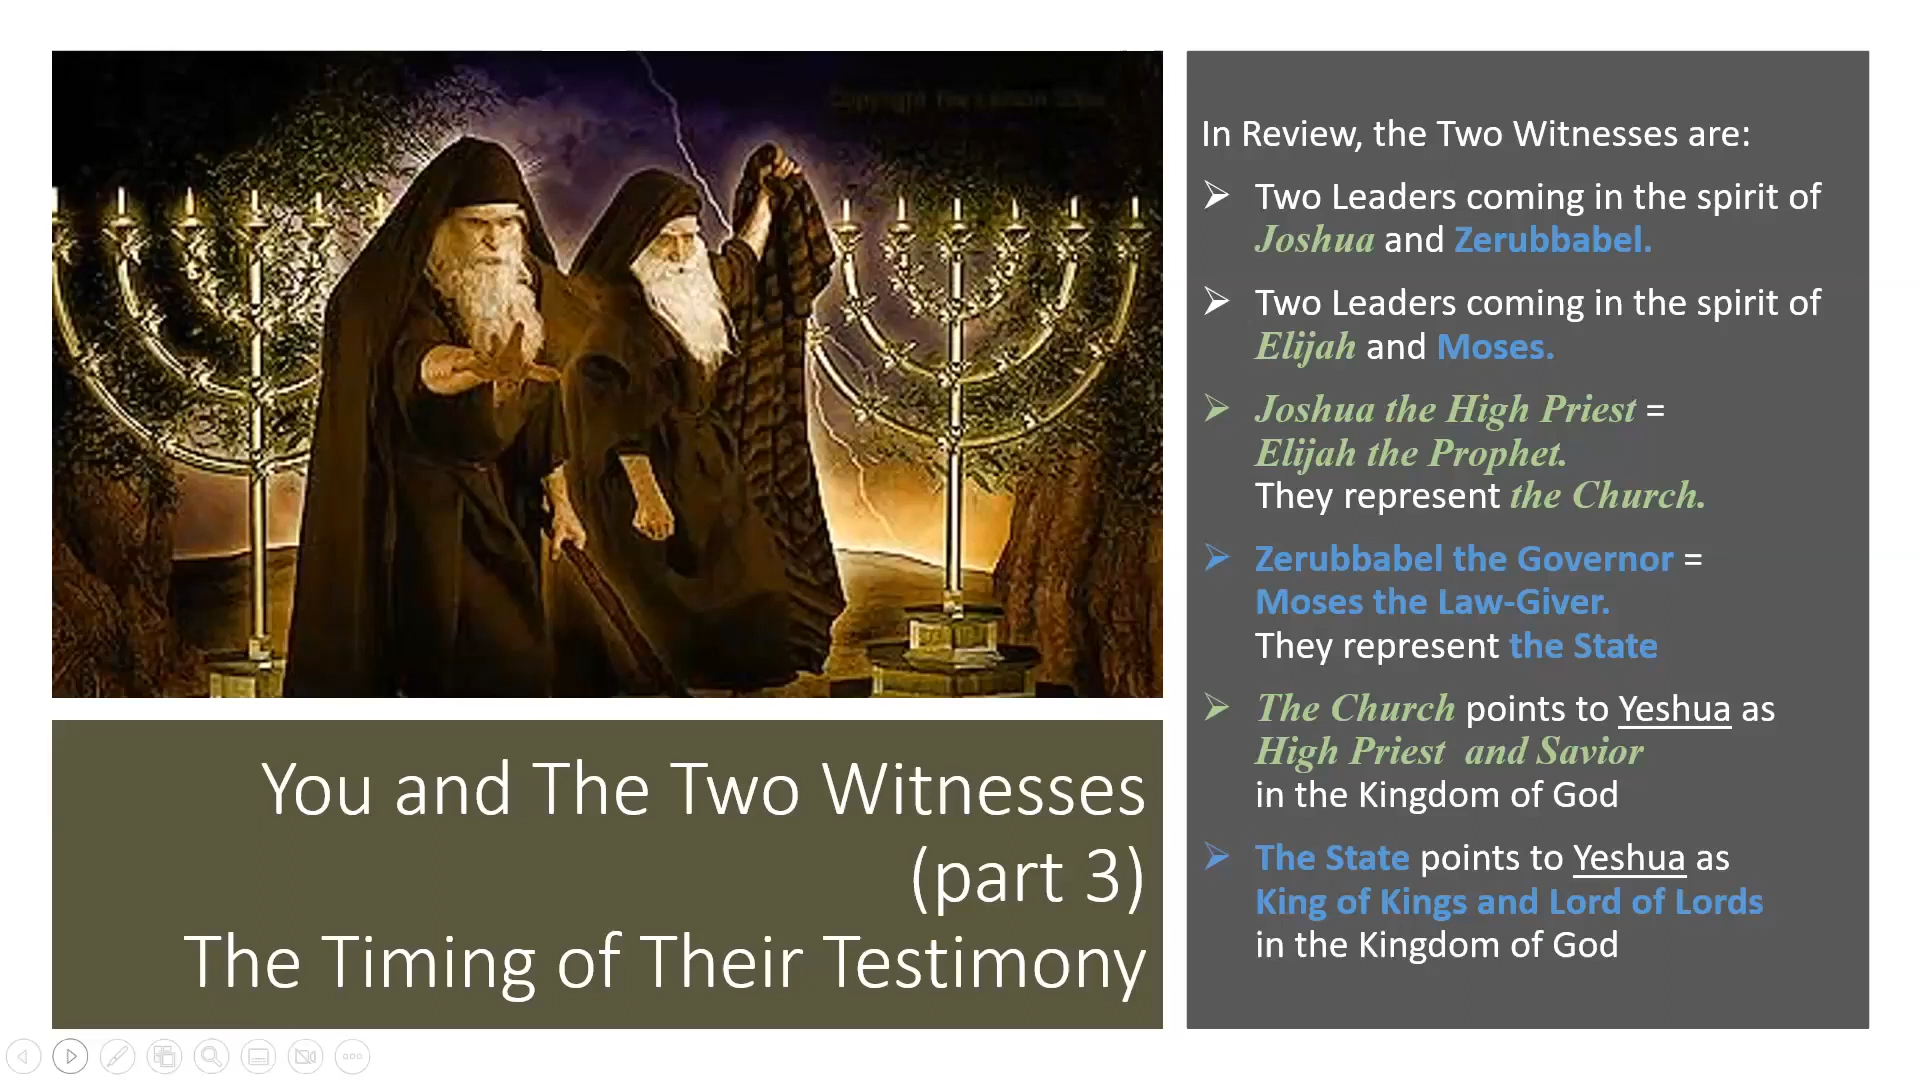 In Review, the Two Witnesses are:
Two Leaders coming in the spirit of
Joshua and Zerubbabel.
Two Leaders coming in the spirit of
Elijah and Moses.
Joshua the High Priest =
Elijah the Prophet.
They represent the Church.
Zerubbabel the Governor =
Moses the Law-Giver.
They represent the State
The Church points to Yeshua as
High Priest and Savior
in the Kingdom of God
The State points to Yeshua as
King of Kings and Lord of Lords
in the Kingdom of God
You and The Two Witnesses
(part 3)
The Timing of Their Testimony